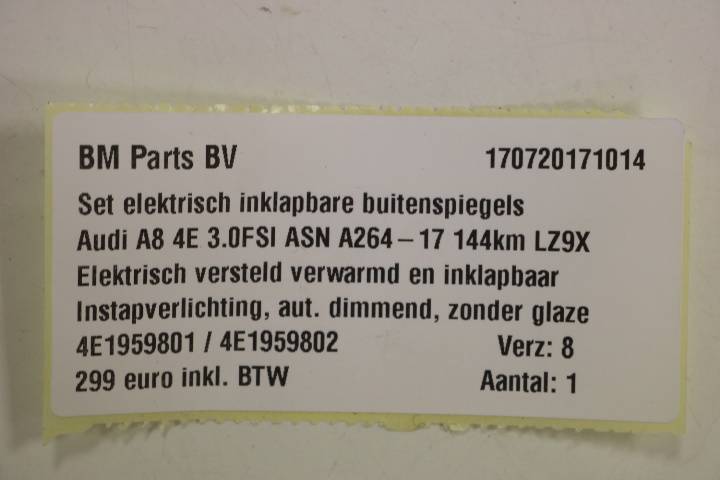 BM Parts BV 170720171014
Set elektrisch inklapbare buitenspiegels
Audi A8 4E 3.0FSI ASN A264-17 144km LZ9X
Elektrisch versteld verwarmd en inklapbaar
Instapverlichting, aut. dimmend, zonder glaze
4E1959801 / 4E1959802 Verz: 8
299 euro inkl. BTW Aantal: 1